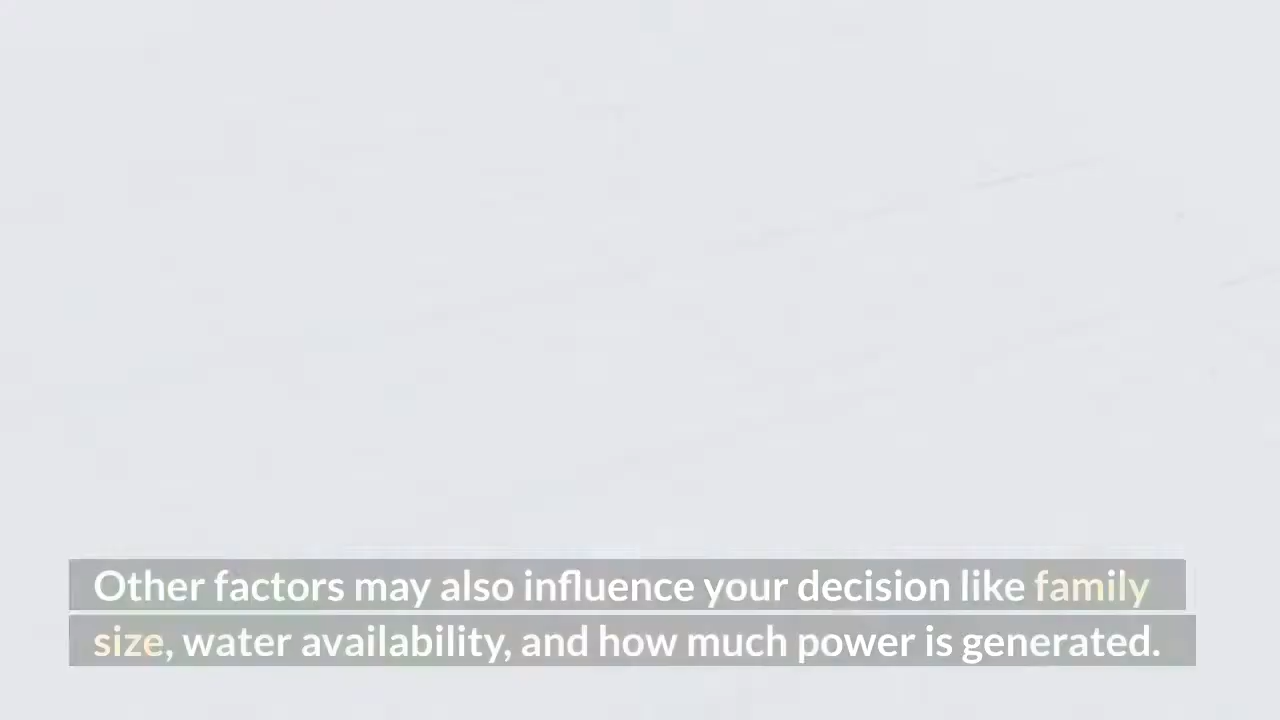 Other factors may also influence your decision like family
size, water availability, and how much power is generated.